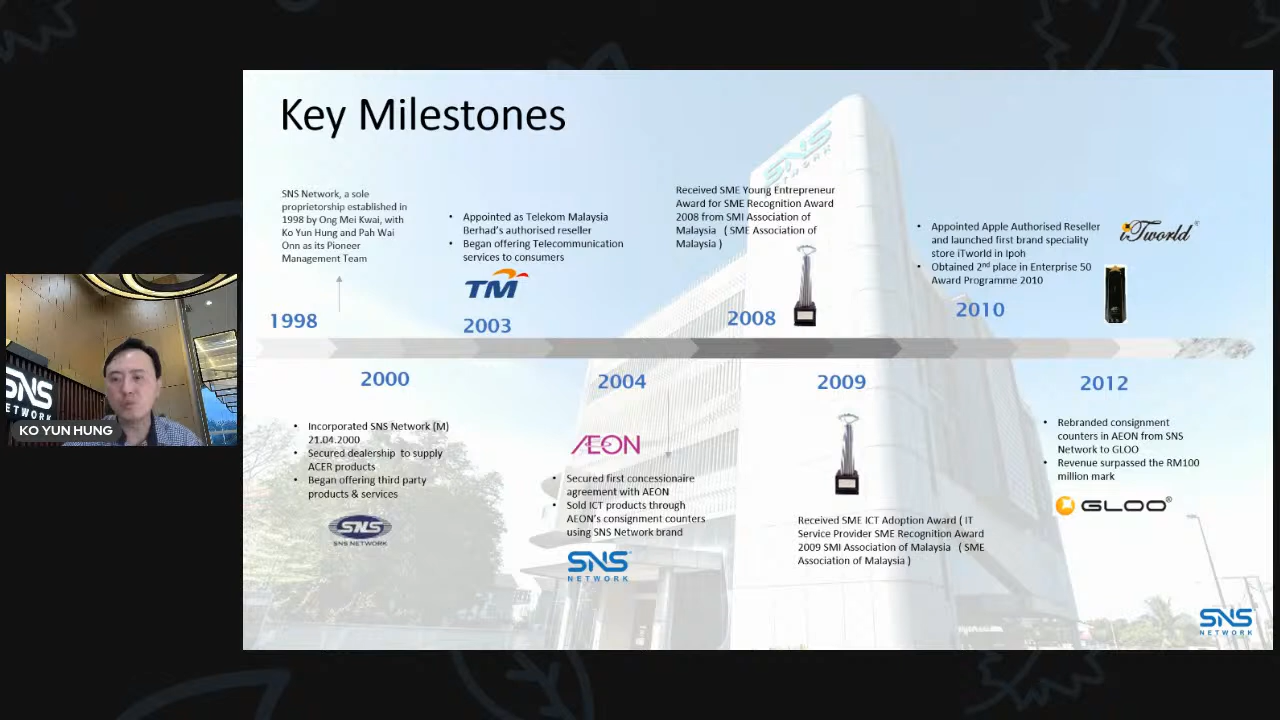 Key Milestones
SNS Network, a sole
proprietorship established in
1998 by Ong Mei Kwai, with
Ko Yun Hung and Pah Wai
Onn as its Pioneer
Management Team
1998
• Appointed as Telekom Malaysia
Berhad's authorised reseller
• Began offering Telecommunication
services to consumers
TM
2003
Received SME Young Entrepreneur
Award for SME Recognition Award
2008 from SMI Association of
Malaysia ( SME Association of
Malaysia )
2008
• Appointed Apple Authorised Reseller
and launched first brand speciality
store iTworld in Ipoh
• Obtained 2nd place in Enterprise 50
Award Programme 2010
iTworld®
2010
2000
• Incorporated SNS Network (M)
21.04.2000
• Secured dealership to supply
ACER products
• Began offering third party
products & services
SNS
SNS NETWORK
2004
AEON
• Secured first concessionaire
agreement with AEON
• Sold ICT products through
AEON's consignment counters
using SNS Network brand
SNS
NETWORK
2009
Received SME ICT Adoption Award ( IT
Service Provider SME Recognition Award
2009 SMI Association of Malaysia ( SME
Association of Malaysia )
2012
• Rebranded consignment
counters in AEON from SNS
Network to GLOO
• Revenue surpassed the RM100
million mark
GLOO®
SNS
NETWORK
SNS
NETWORK
SNS
ETWORK
KO YUN HUNG